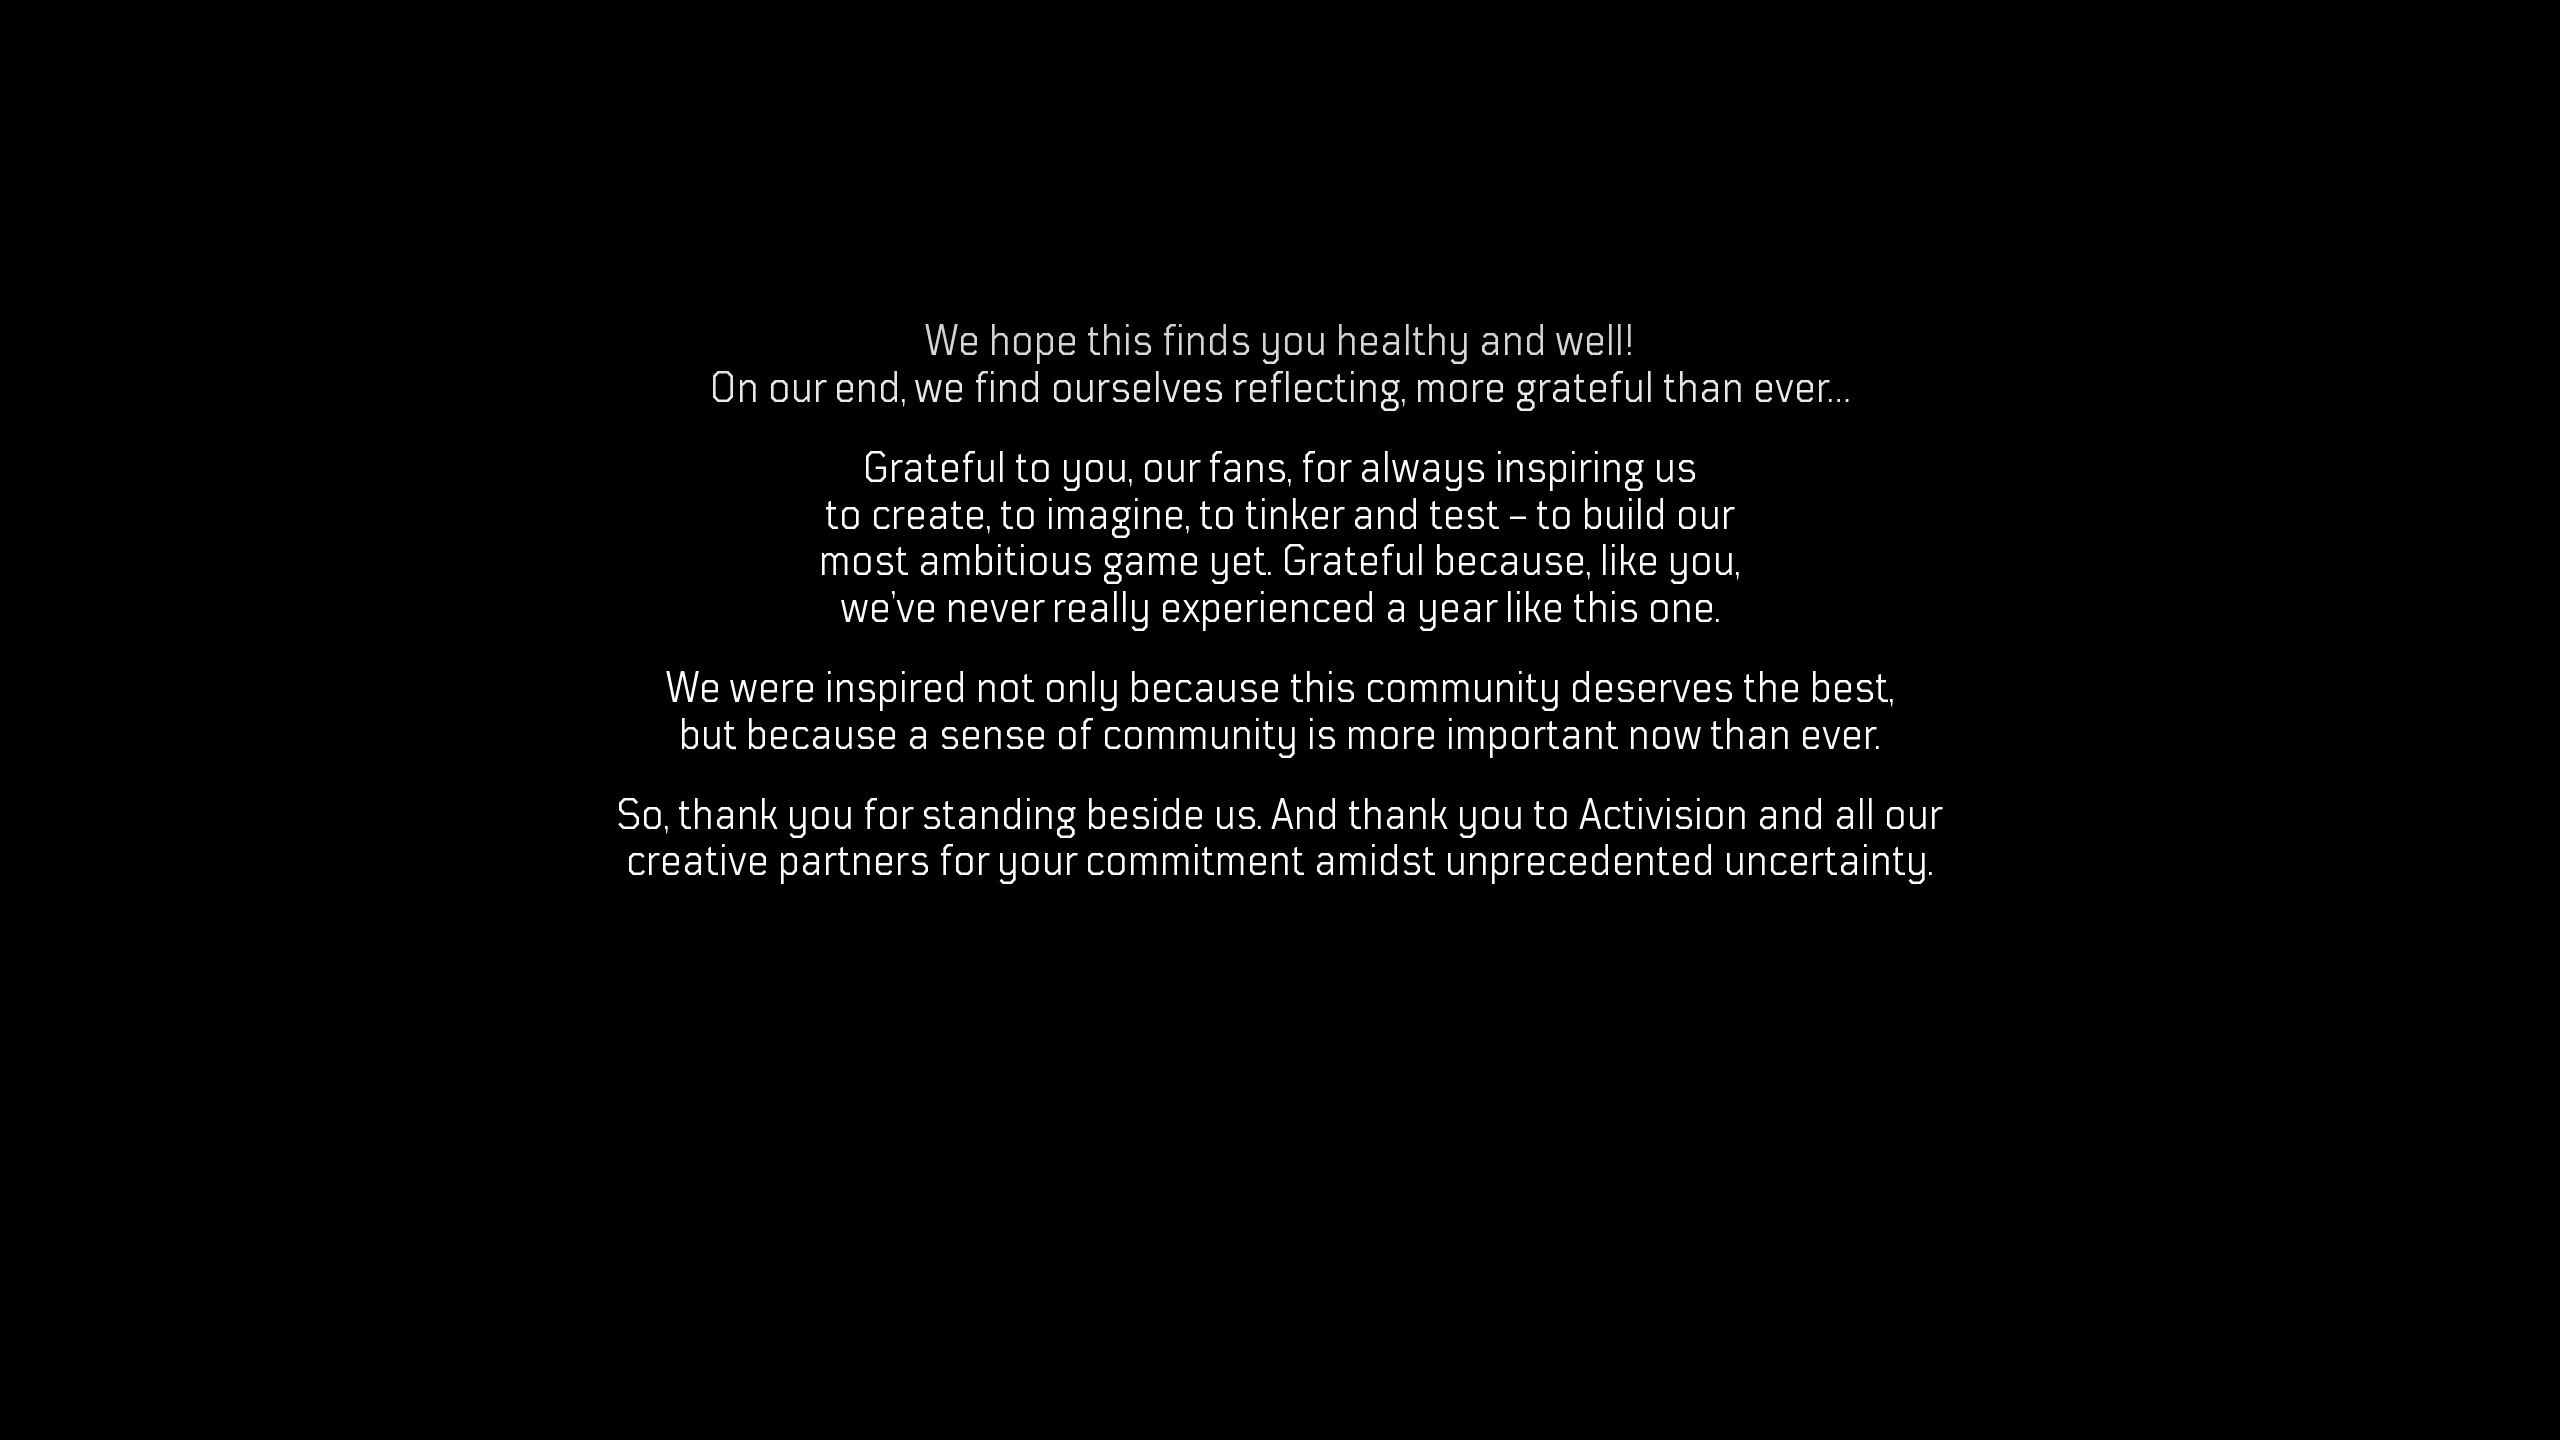 We hope this finds you healthy and well!
On our end, we find ourselves reflecting, more grateful than ever...
Grateful to you, our fans, for always inspiring us
to create, to imagine, to tinker and test – to build our
most ambitious game yet. Grateful because, like you,
we've never really experienced a year like this one.
We were inspired not only because this community deserves the best,
but because a sense of community is more important now than ever.
So, thank you for standing beside us. And thank you to Activision and all our
creative partners for your commitment amidst unprecedented uncertainty.